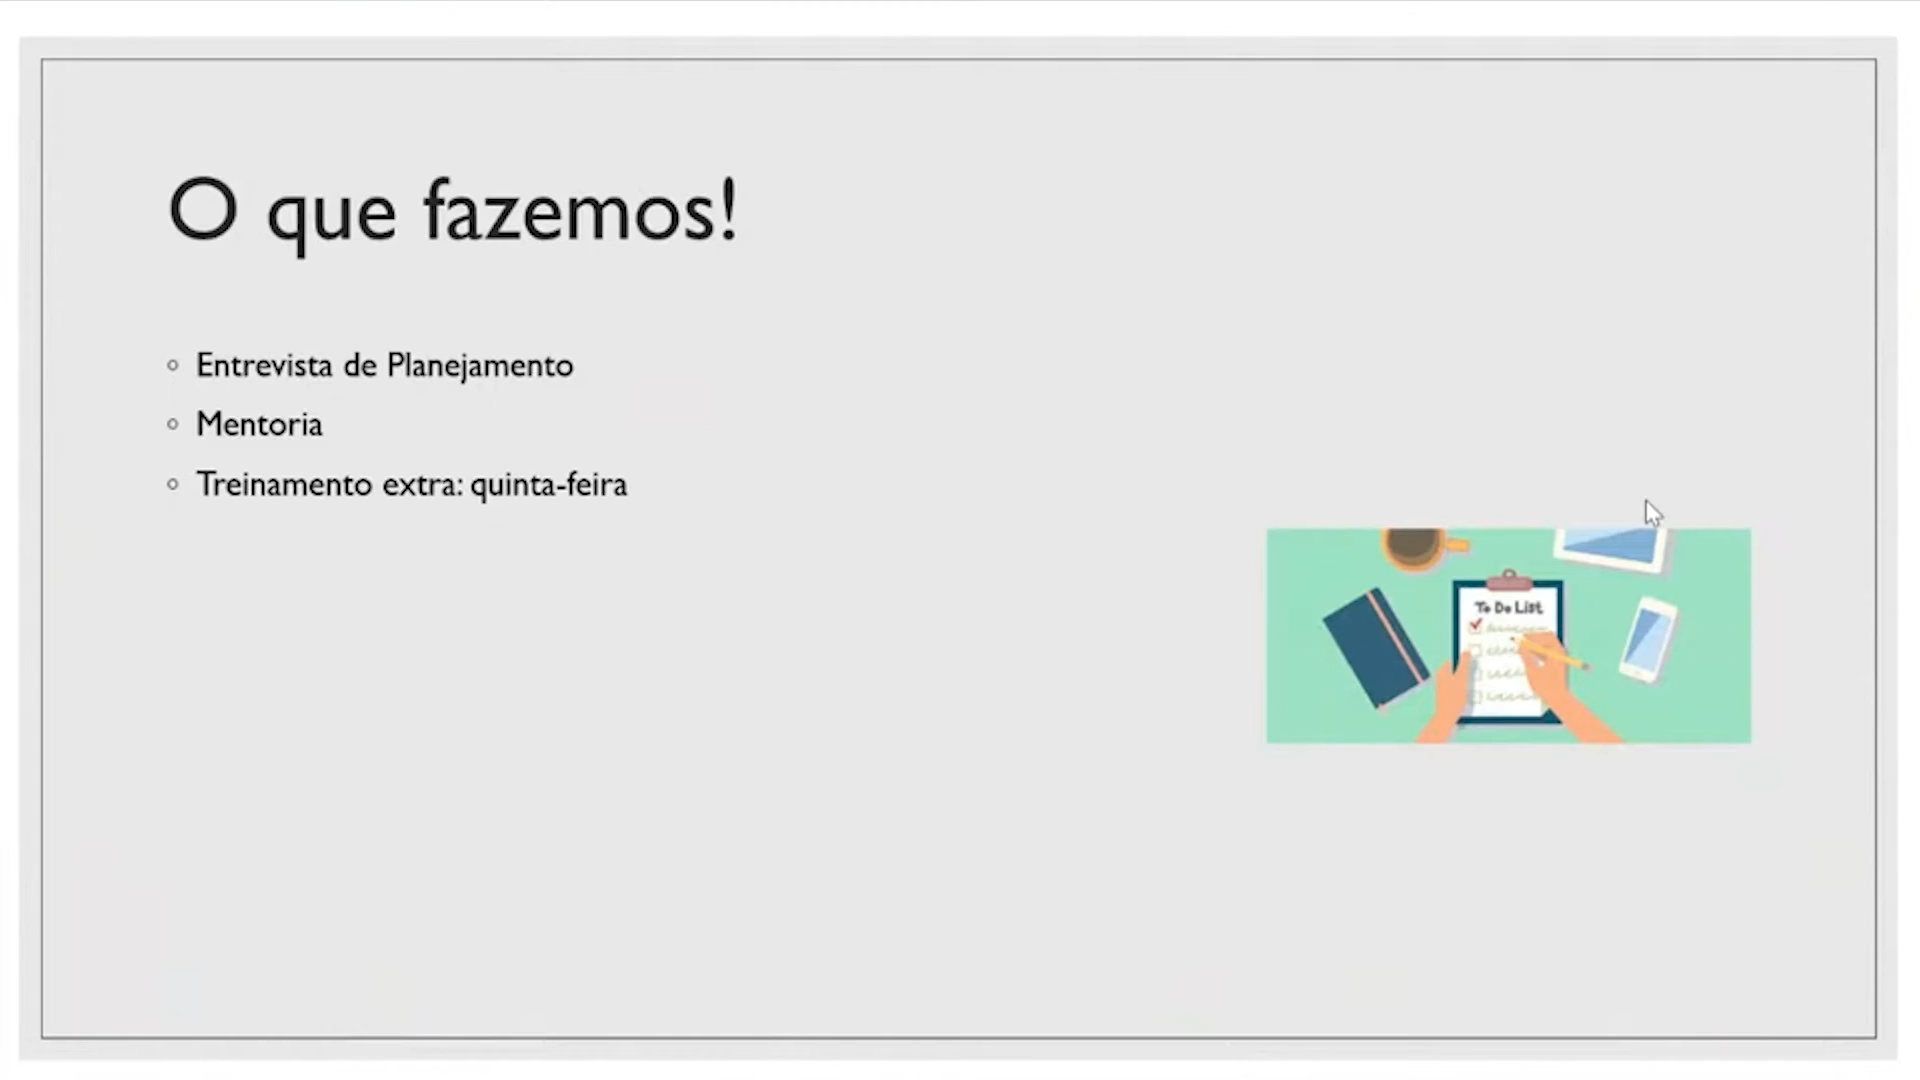 O que fazemos!
Entrevista de Planejamento
Mentoria
Treinamento extra: quinta-feira
To Do List